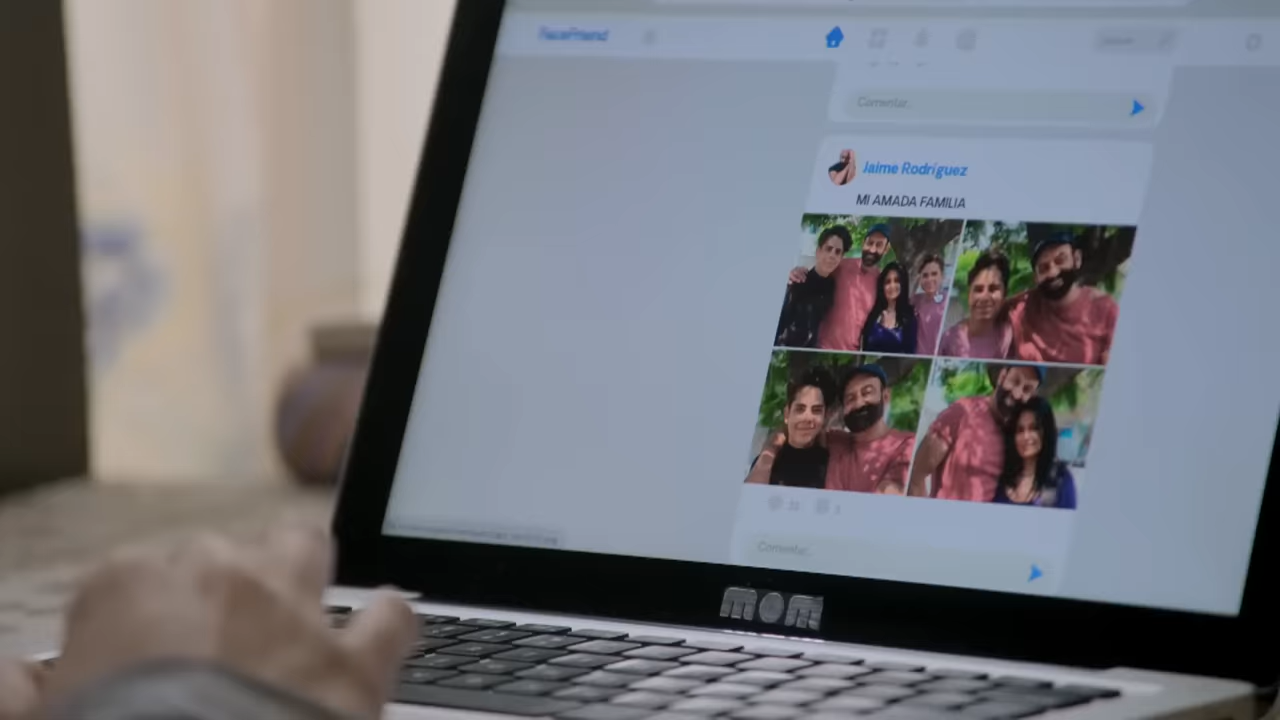 FaceFriend
Comentar.
Jaime Rodríguez
MI AMADA FAMILIA
Comentar.
MOM